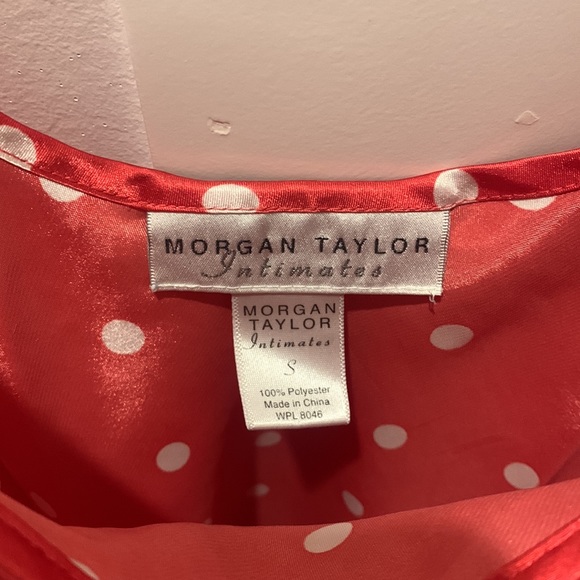 MORGAN TAYLOR
Intimates
MORGAN
TAYLOR
Intimates
S
100% Polyester
Made in China
WPL 8046